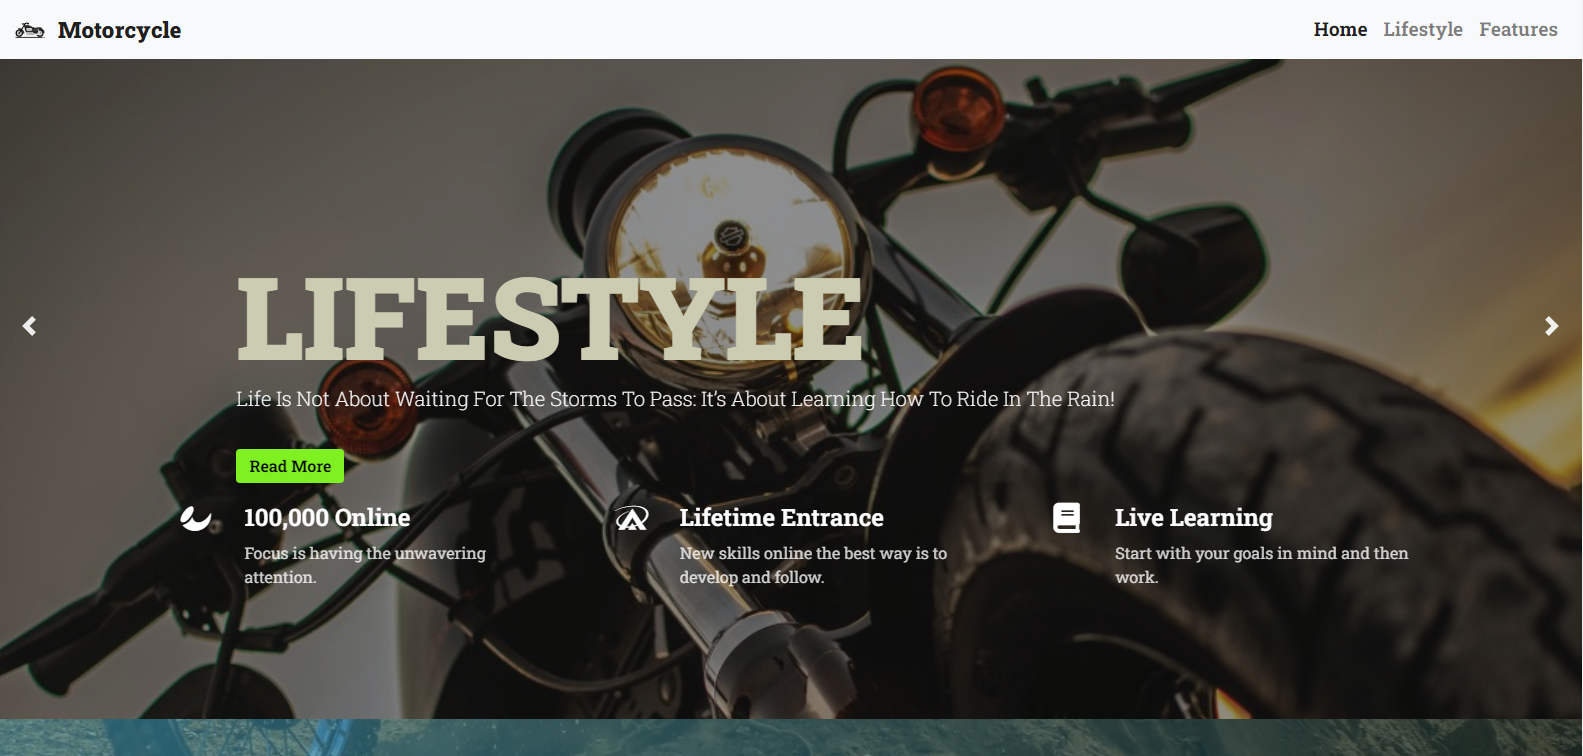 Motorcycle
Home Lifestyle Features
LIFESTYLE
Life Is Not About Waiting For The Storms To Pass: It's About Learning How To Ride In The Rain!
Read More
100,000 Online
Focus is having the unwavering
attention.
Lifetime Entrance
New skills online the best way is to
develop and follow.
Live Learning
Start with your goals in mind and then
work.